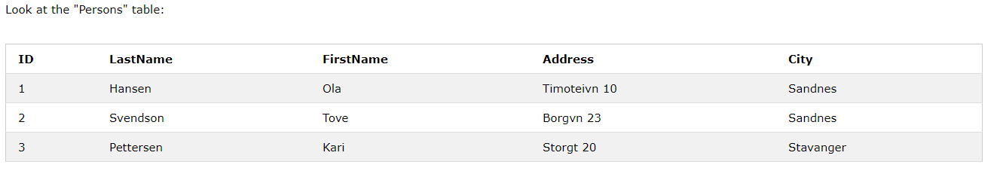 Look at the "Persons" table:
ID LastName FirstName Address City
1 Hansen Ola Timoteivn 10 Sandnes
2 Svendson Tove Borgvn 23 Sandnes
3 Pettersen Kari Storgt 20 Stavanger